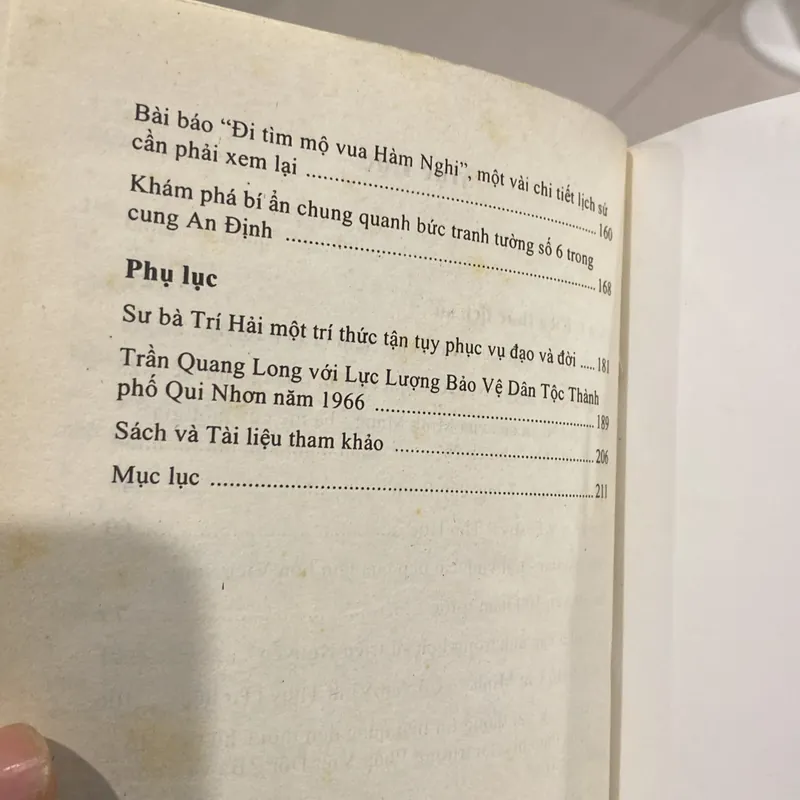 Bài báo “Đi tìm mộ vua Hàm Nghi”, một vài chi tiết lịch sử
cần phải xem lại ........................................ 160
Khám phá bí ẩn chung quanh bức tranh tường số 6 trong
cung An Định ........................................ 168
Phụ lục
Sư bà Trí Hải một trí thức tận tụy phục vụ đạo và đời ..... 181
Trần Quang Long với Lực Lượng Bảo Vệ Dân Tộc Thành
phố Qui Nhơn năm 1966 ........................................ 189
Sách và Tài liệu tham khảo ........................................ 206
Mục lục ........................................ 211